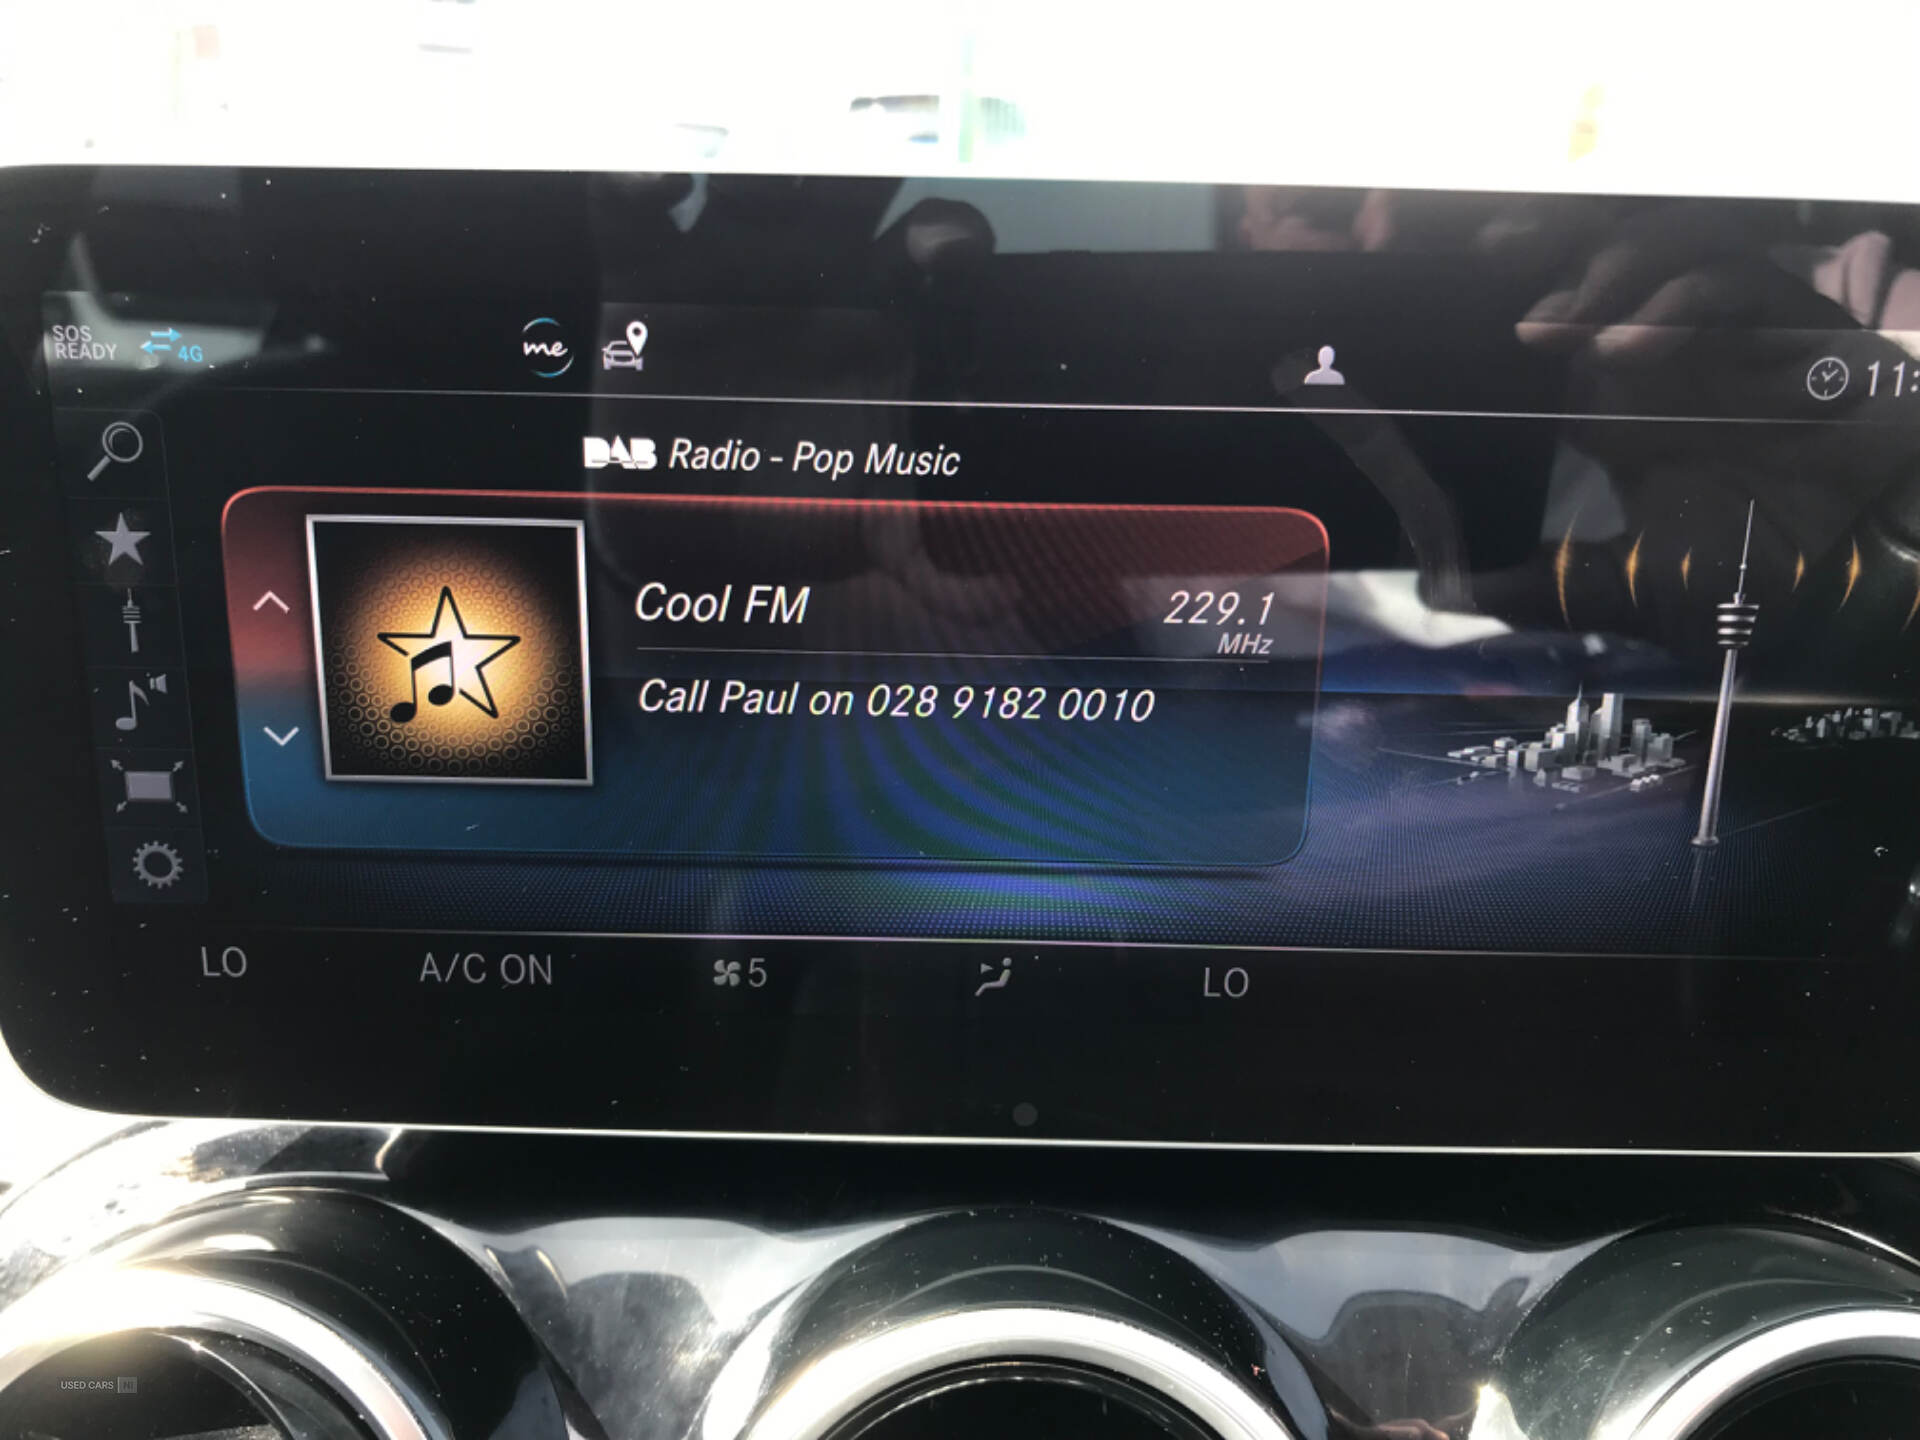 SOS
READY
4G
me
11:
DAB Radio - Pop Music
Cool FM
229.1
MHz
Call Paul on 028 9182 0010
LO
A/C ON
5
LO
USED CARS NI